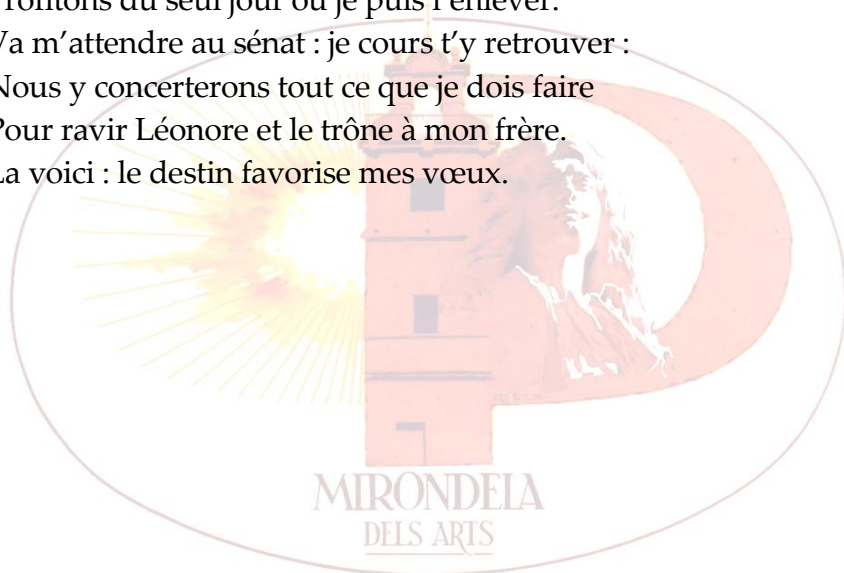 du seul jour où je puis l'enlever.
Va m'attendre au sénat : je cours t'y retrouver :
Nous y concerterons tout ce que je dois faire
Pour ravir Léonore et le trône à mon frère.
La voici : le destin favorise mes vœux.
MIRONDELA
DELS ARTS